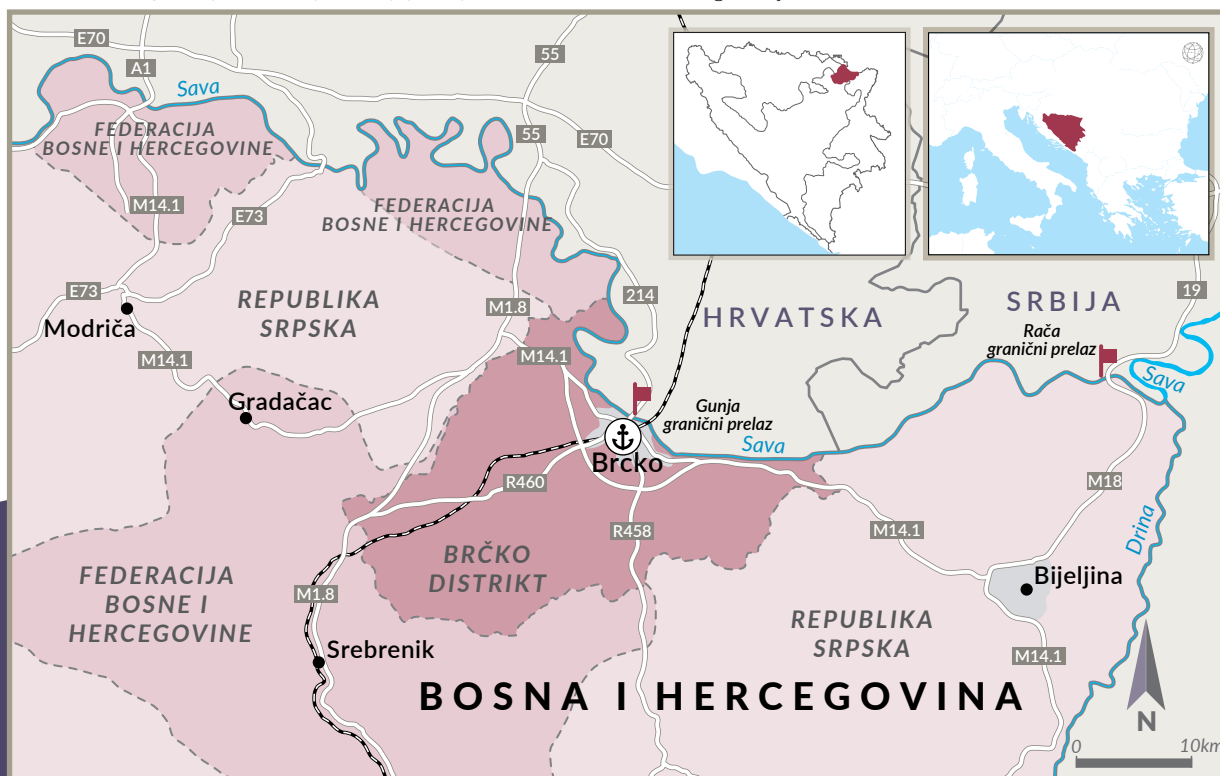 E70
A1
Sava
55
FEDERACIJA
BOSNE I HERCEGOVINE
55
E70
M14.1
E73
FEDERACIJA
BOSNE I HERCEGOVINE
E73
Modriča
REPUBLIKA
SRPSKA
M1.8
214
HRVATSKA
SRBIJA
19
Rača
granični prelaz
Sava
M14.1
M14.1
Gradačac
Gunja
granični prelaz
Sava
Brčko
R460
M18
R458
M14.1
Drina
BRČKO
DISTRIKT
FEDERACIJA
BOSNE I
HERCEGOVINE
M1.8
Bijeljina
REPUBLIKA
SRPSKA
Srebrenik
M14.1
BOSNA I HERCEGOVINA
N
0 10km